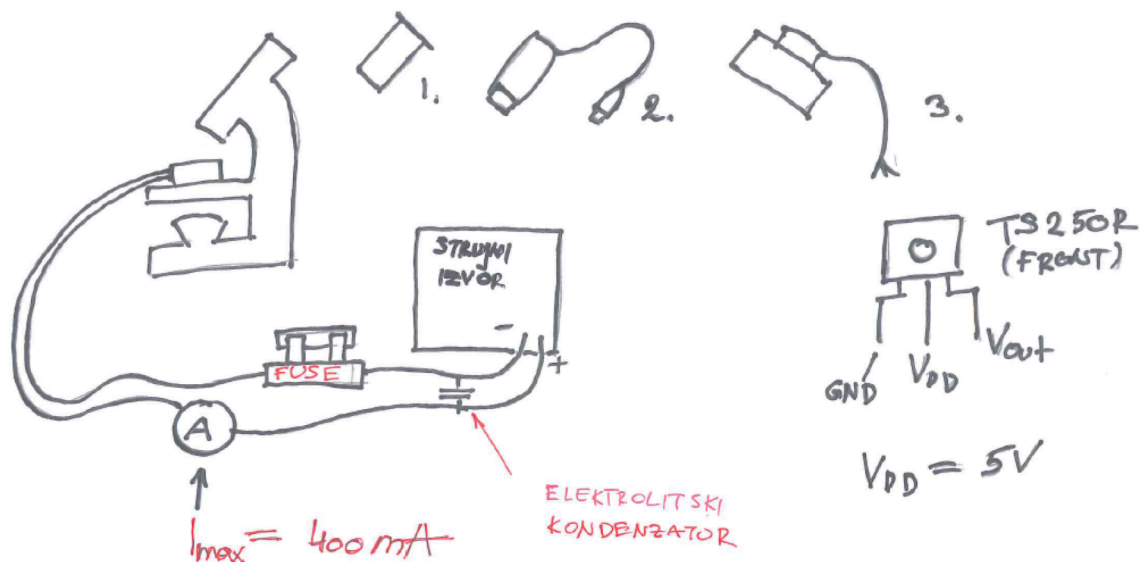 1.
2.
3.
STRUJNI
IZVOR
-
+
TS250R
(FRONT)
GND
VDD
Vout
VDD = 5V
FUSE
A
Imax = 400mA
ELEKTROLITSKI
KONDENZATOR